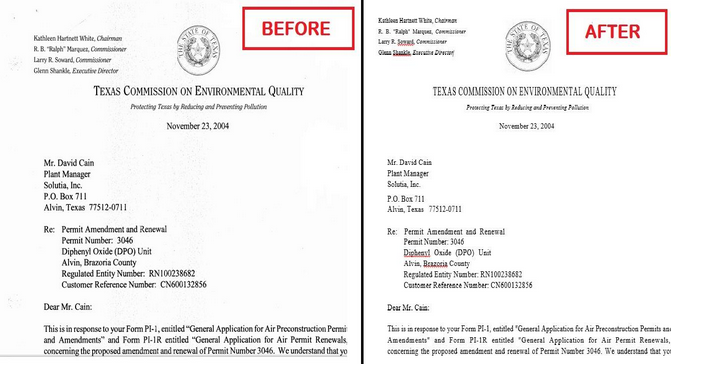 BEFORE
Kathleen Hartnett White, Chairman
R. B. "Ralph" Marquez, Commissioner
Larry R. Soward, Commissioner
Glenn Shankle, Executive Director
THE STATE OF TEXAS
TEXAS COMMISSION ON ENVIRONMENTAL QUALITY
Protecting Texas by Reducing and Preventing Pollution
November 23, 2004
Mr. David Cain
Plant Manager
Solutia, Inc.
P.O. Box 711
Alvin, Texas 77512-0711
Re: Permit Amendment and Renewal
Permit Number: 3046
Diphenyl Oxide (DPO) Unit
Alvin, Brazoria County
Regulated Entity Number: RN100238682
Customer Reference Number: CN600132856
Dear Mr. Cain:
This is in response to your Form PI-1, entitled "General Application for Air Preconstruction Permi
and Amendments" and Form PI-1R entitled "General Application for Air Permit Renewals,
concerning the proposed amendment and renewal of Permit Number 3046. We understand yo
AFTER
Kathleen Hartnett White, Chairman
R. B. "Ralph" Marquez, Commissioner
Larry R. Soward, Commissioner
Glenn Shankle, Executive Director
THE STATE OF TEXAS
TEXAS COMMISSION ON ENVIRONMENTAL QUALITY
Protecting Texas by Reducing and Preventing Pollution
November 23, 2004
Mr. David Cain
Plant Manager
Solutia, Inc.
P.O. Box 711
Alvin, Texas 77512-0711
Re: Permit Amendment and Renewal
Permit Number: 3046
Diphenyl Oxide (DPO) Unit
Alvin, Brazoria County
Regulated Entity Number: RN100238682
Customer Reference Number: CN600132856
Dear Mr. Cain:
This is in response to your Form PI-1, entitled "General Application for Air Preconstruction Permits an
Amendments" and Form PI-1R entitled "General Application for Air Permit Renewals,
concerning the proposed amendment and renewal of Permit Number 3046. We understand that you